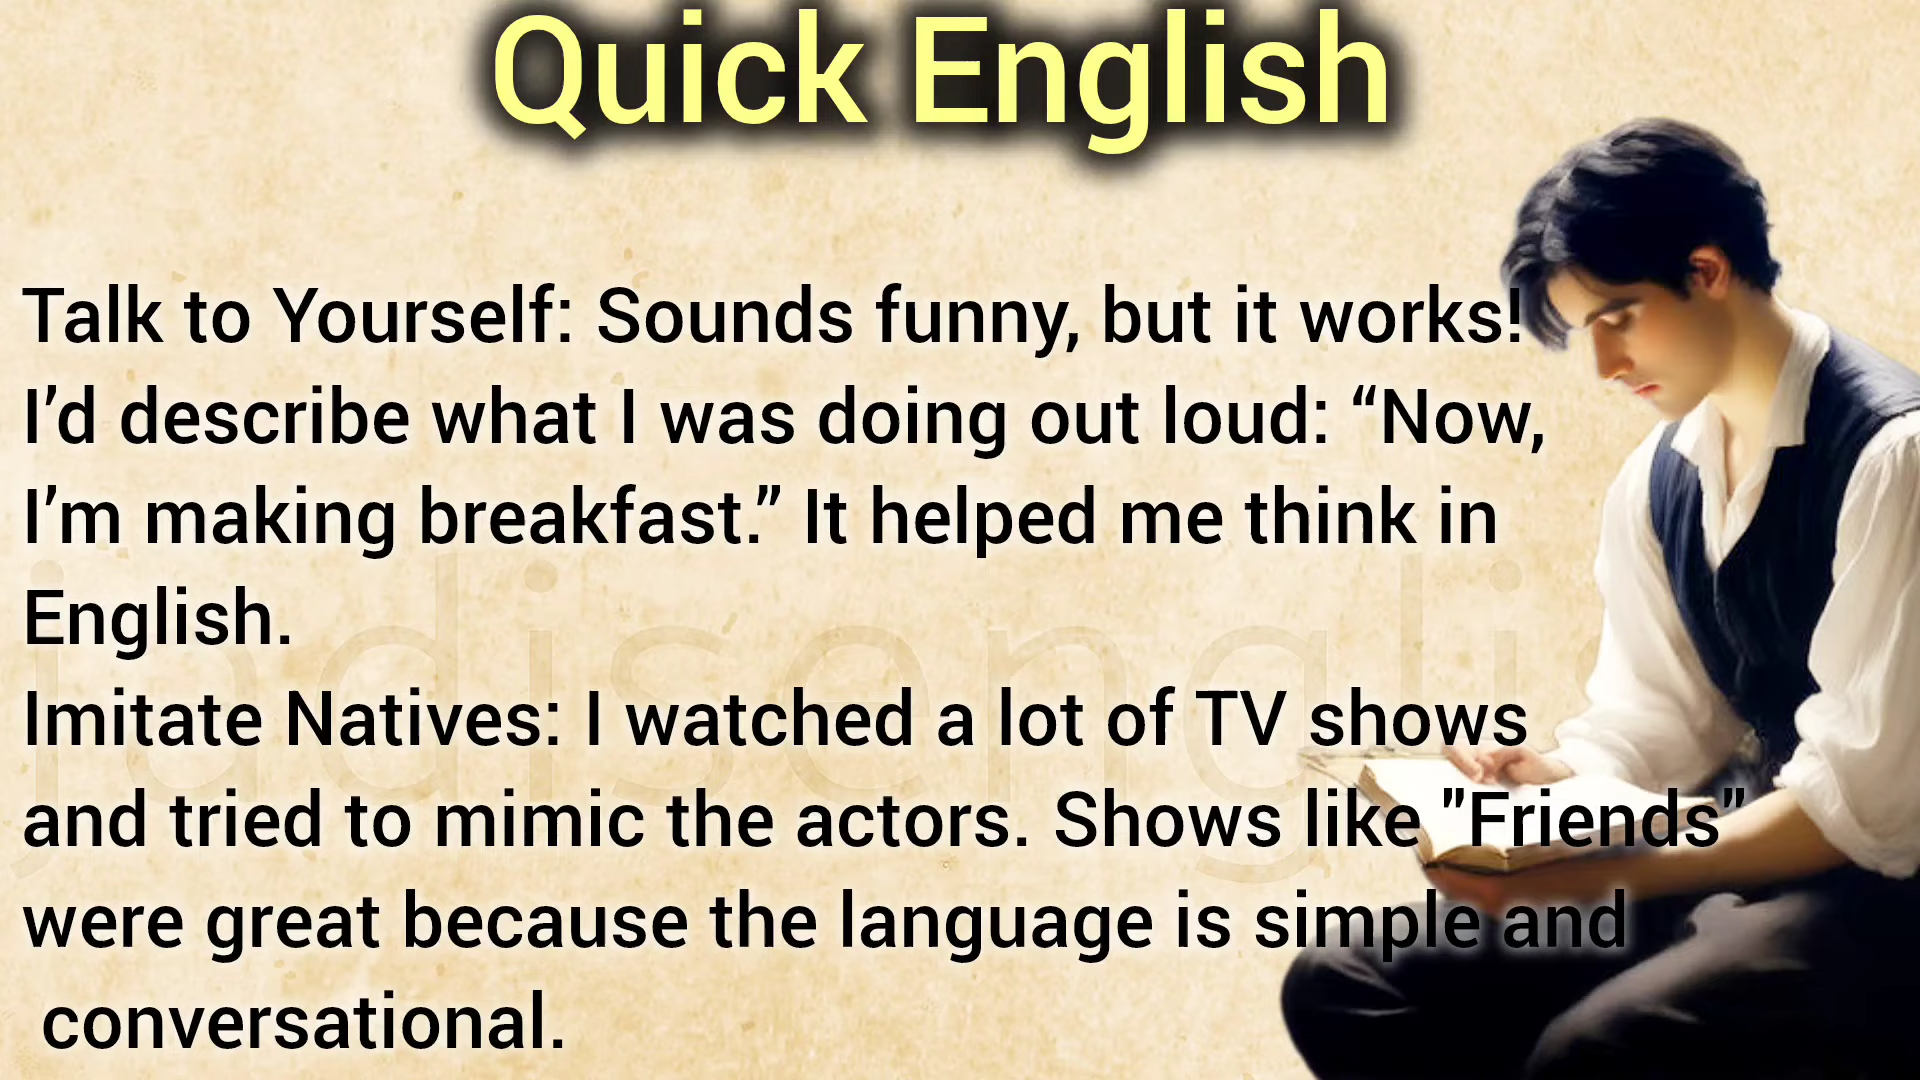 Quick English
Talk to Yourself: Sounds funny, but it works!
I’d describe what I was doing out loud: “Now,
I’m making breakfast.” It helped me think in
English.
Imitate Natives: I watched a lot of TV shows
and tried to mimic the actors. Shows like "Friends"
were great because the language is simple and
conversational.